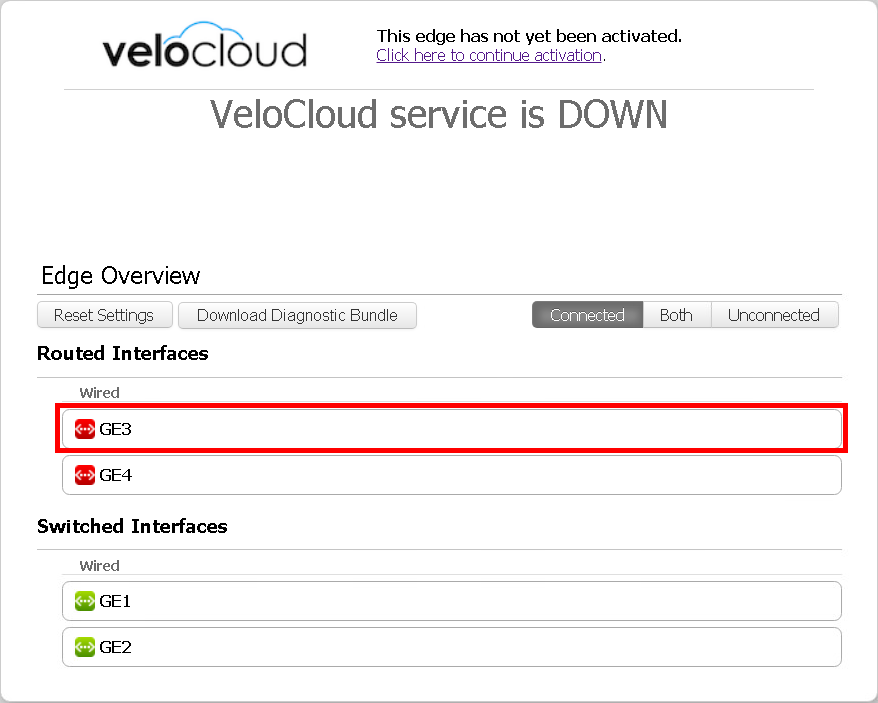 velocloud
This edge has not yet been activated.
Click here to continue activation.
VeloCloud service is DOWN
Edge Overview
Reset Settings
Download Diagnostic Bundle
Connected
Both
Unconnected
Routed Interfaces
Wired
GE3
GE4
Switched Interfaces
Wired
GE1
GE2